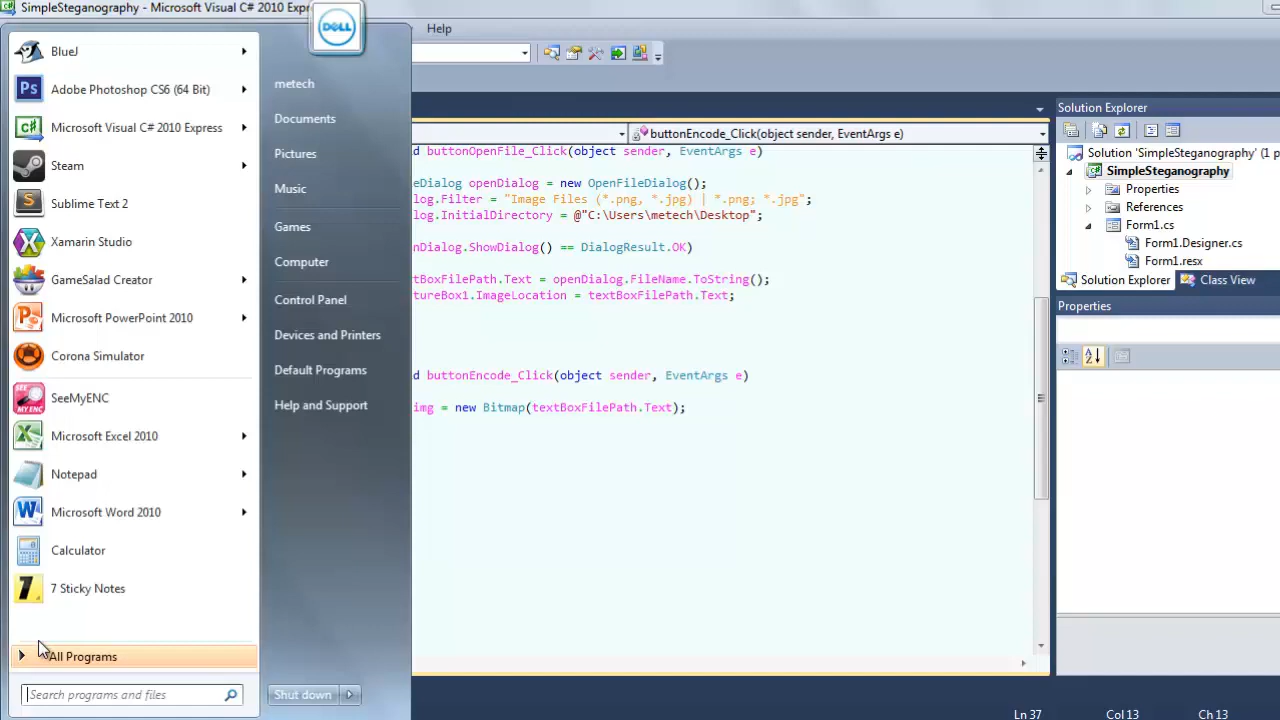 SimpleSteganography - Microsoft Visual C# 2010 Expr
DELL
Help
BlueJ
Ps
Adobe Photoshop CS6 (64 Bit)
Microsoft Visual C# 2010 Express
Steam
Sublime Text 2
Xamarin Studio
GameSalad Creator
Microsoft PowerPoint 2010
Corona Simulator
SeeMyENC
Microsoft Excel 2010
Notepad
Microsoft Word 2010
Calculator
7 Sticky Notes
All Programs
Search programs and files
metech
Documents
Pictures
Music
Games
Computer
Control Panel
Devices and Printers
Default Programs
Help and Support
Shut down
buttonEncode_Click(object sender, EventArgs e)
d buttonOpenFile_Click(object sender, EventArgs e)
eDialog openDialog = new OpenFileDialog();
log.Filter = "Image Files (*.png, *.jpg) | *.png; *.jpg";
log.InitialDirectory = @"C:\Users\metech\Desktop";
nDialog.ShowDialog() == DialogResult.OK)
tBoxFilePath.Text = openDialog.FileName.ToString();
tureBox1.ImageLocation = textBoxFilePath.Text;
d buttonEncode_Click(object sender, EventArgs e)
img = new Bitmap(textBoxFilePath.Text);
Solution Explorer
Solution 'SimpleSteganography' (1 p
SimpleSteganography
Properties
References
Form1.cs
Form1.Designer.cs
Form1.resx
Solution Explorer
Class View
Properties
Ln 37
Col 13
Ch 13